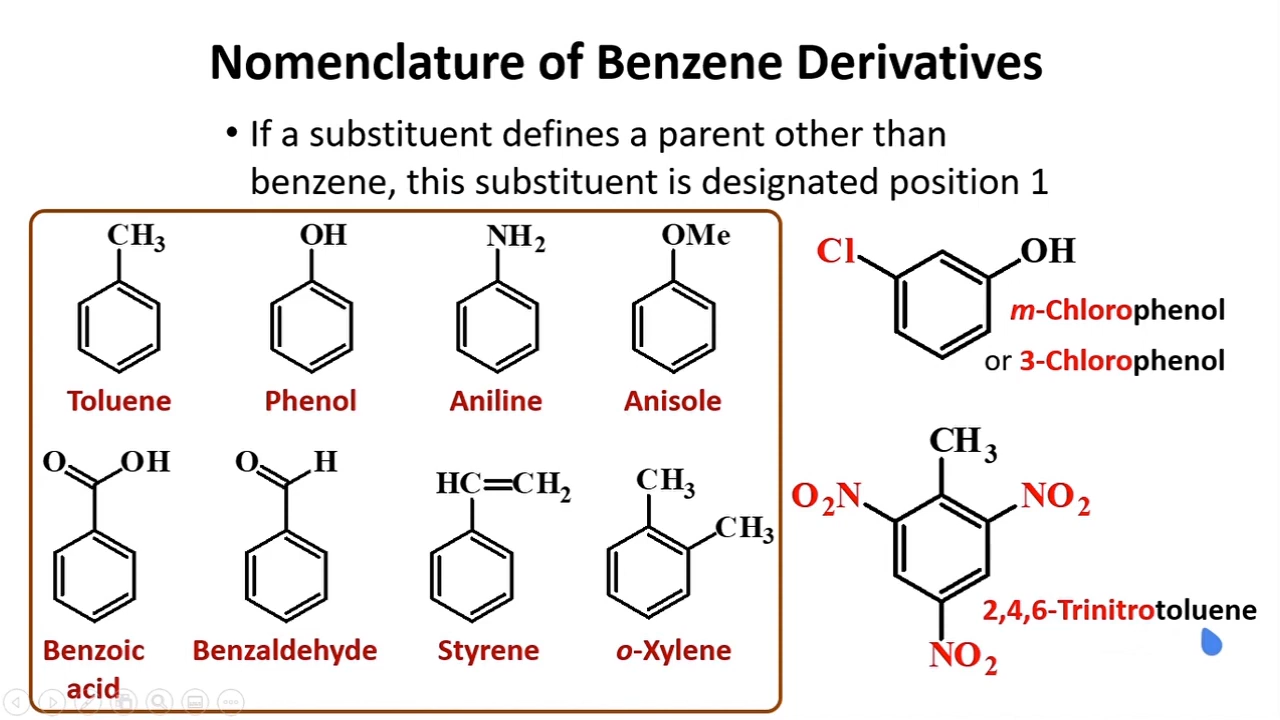 Nomenclature of Benzene Derivatives
• If a substituent defines a parent other than
benzene, this substituent is designated position 1
CH₃
OH
NH₂
OMe
Toluene
Phenol
Aniline
Anisole
O OH
O H
HC=CH₂
CH₃
CH₃
Benzoic
acid
Benzaldehyde
Styrene
o-Xylene
Cl OH
m-Chlorophenol
or 3-Chlorophenol
CH₃
O₂N NO₂
2,4,6-Trinitrotoluene
NO₂